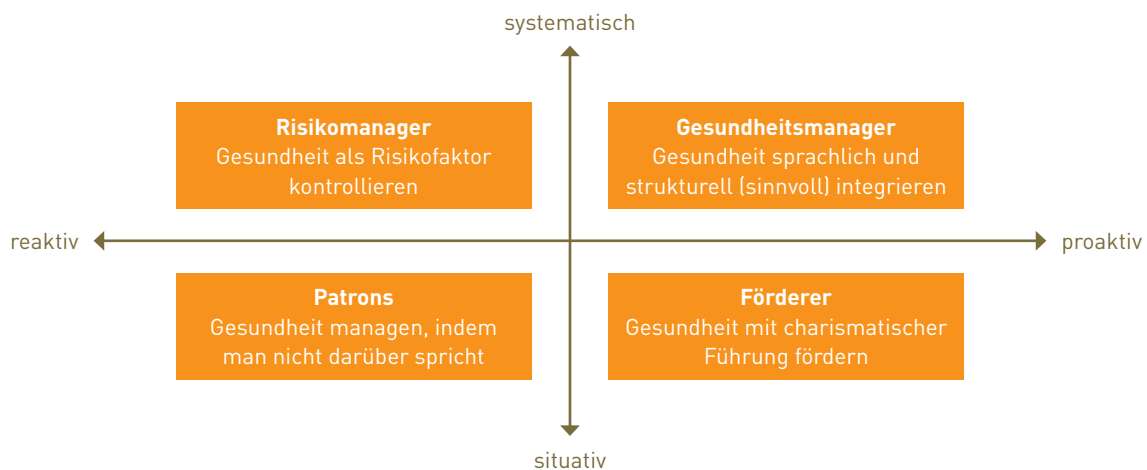 systematisch
Risikomanager
Gesundheit als Risikofaktor
kontrollieren
Gesundheitsmanager
Gesundheit sprachlich und
strukturell (sinnvoll) integrieren
reaktiv
proaktiv
Patrons
Gesundheit managen, indem
man nicht darüber spricht
Förderer
Gesundheit mit charismatischer
Führung fördern
situativ